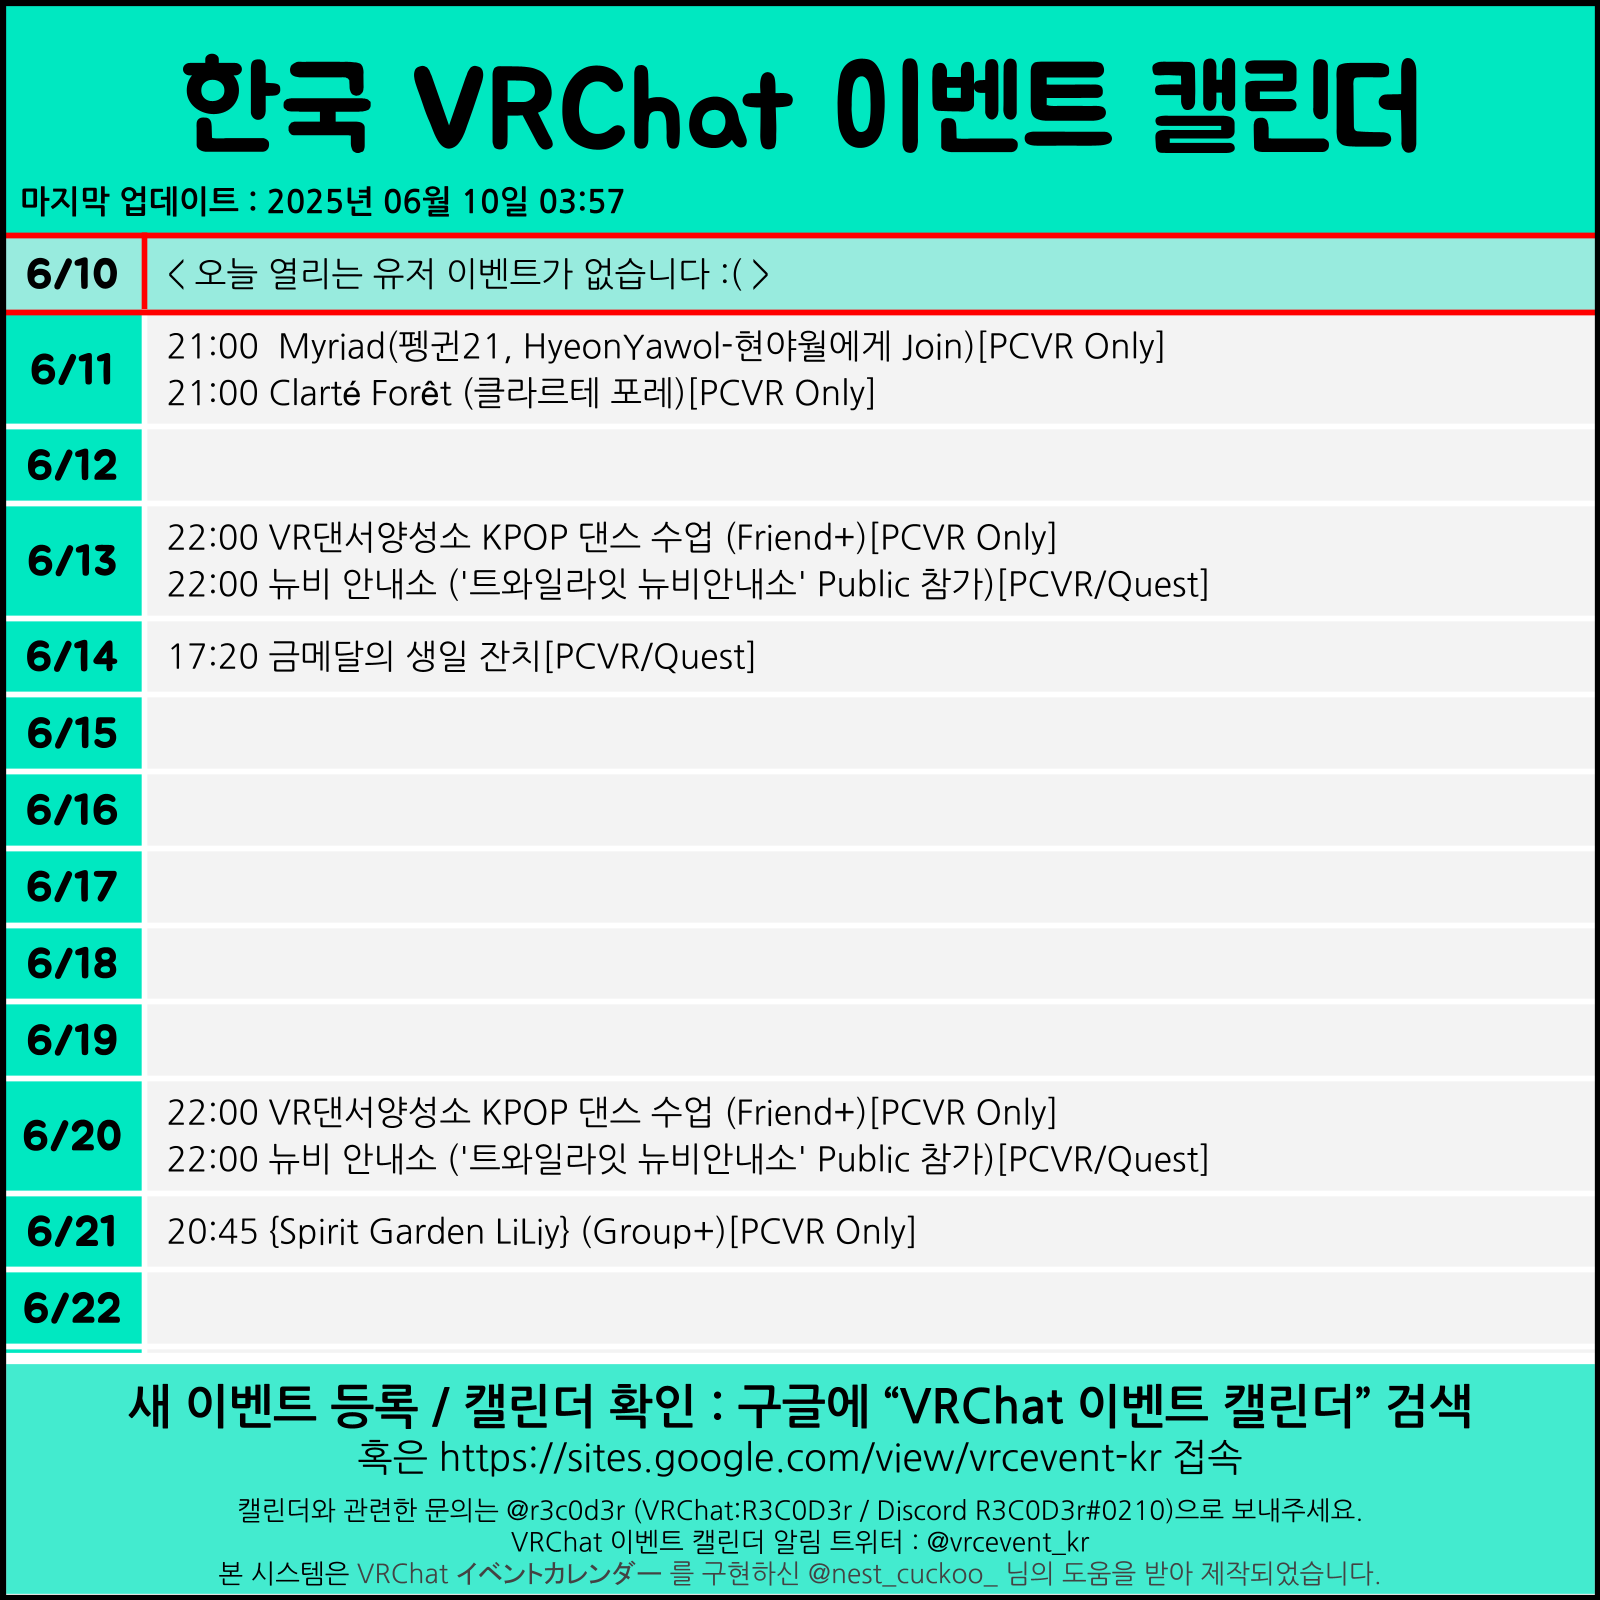 한국 VRChat 이벤트 캘린더
마지막 업데이트 : 2025년 06월 10일 03:57
6/10
< 오늘 열리는 유저 이벤트가 없습니다 :( >
6/11
21:00  Myriad(펭귄21, HyeonYawol-현야월에게 Join)[PCVR Only]
21:00 Clarté Forêt (클라르테 포레)[PCVR Only]
6/12
6/13
22:00 VR댄서양성소 KPOP 댄스 수업 (Friend+)[PCVR Only]
22:00 뉴비 안내소 ('트와일라잇 뉴비안내소' Public 참가)[PCVR/Quest]
6/14
17:20 금메달의 생일 잔치[PCVR/Quest]
6/15
6/16
6/17
6/18
6/19
6/20
22:00 VR댄서양성소 KPOP 댄스 수업 (Friend+)[PCVR Only]
22:00 뉴비 안내소 ('트와일라잇 뉴비안내소' Public 참가)[PCVR/Quest]
6/21
20:45 {Spirit Garden LiLiy} (Group+)[PCVR Only]
6/22
새 이벤트 등록 / 캘린더 확인 : 구글에 “VRChat 이벤트 캘린더” 검색
혹은 https://sites.google.com/view/vrcevent-kr 접속
캘린더와 관련한 문의는 @r3c0d3r (VRChat:R3C0D3r / Discord R3C0D3r#0210)으로 보내주세요.
VRChat 이벤트 캘린더 알림 트위터 : @vrcevent_kr
본 시스템은 VRChat イベントカレンダー 를 구현하신 @nest_cuckoo_ 님의 도움을 받아 제작되었습니다.